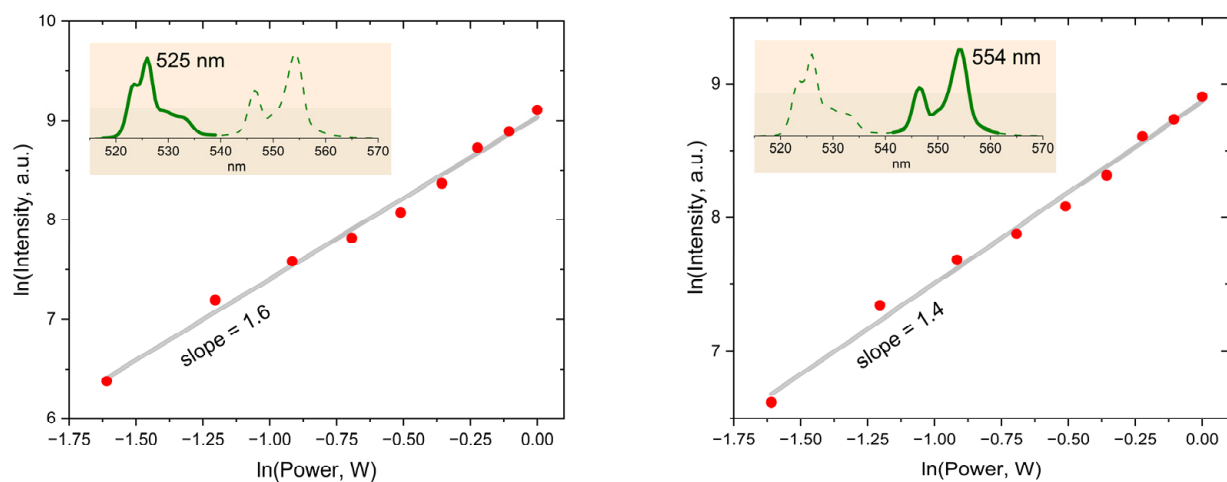 10
9
8
7
6
ln(Intensity, a.u.)
525 nm
520 530 540 550 560 570
nm
slope = 1.6
−1.75 −1.50 −1.25 −1.00 −0.75 −0.50 −0.25 0.00
ln(Power, W)
9
8
7
ln(Intensity, a.u.)
554 nm
520 530 540 550 560 570
nm
slope = 1.4
−1.75 −1.50 −1.25 −1.00 −0.75 −0.50 −0.25 0.00
ln(Power, W)